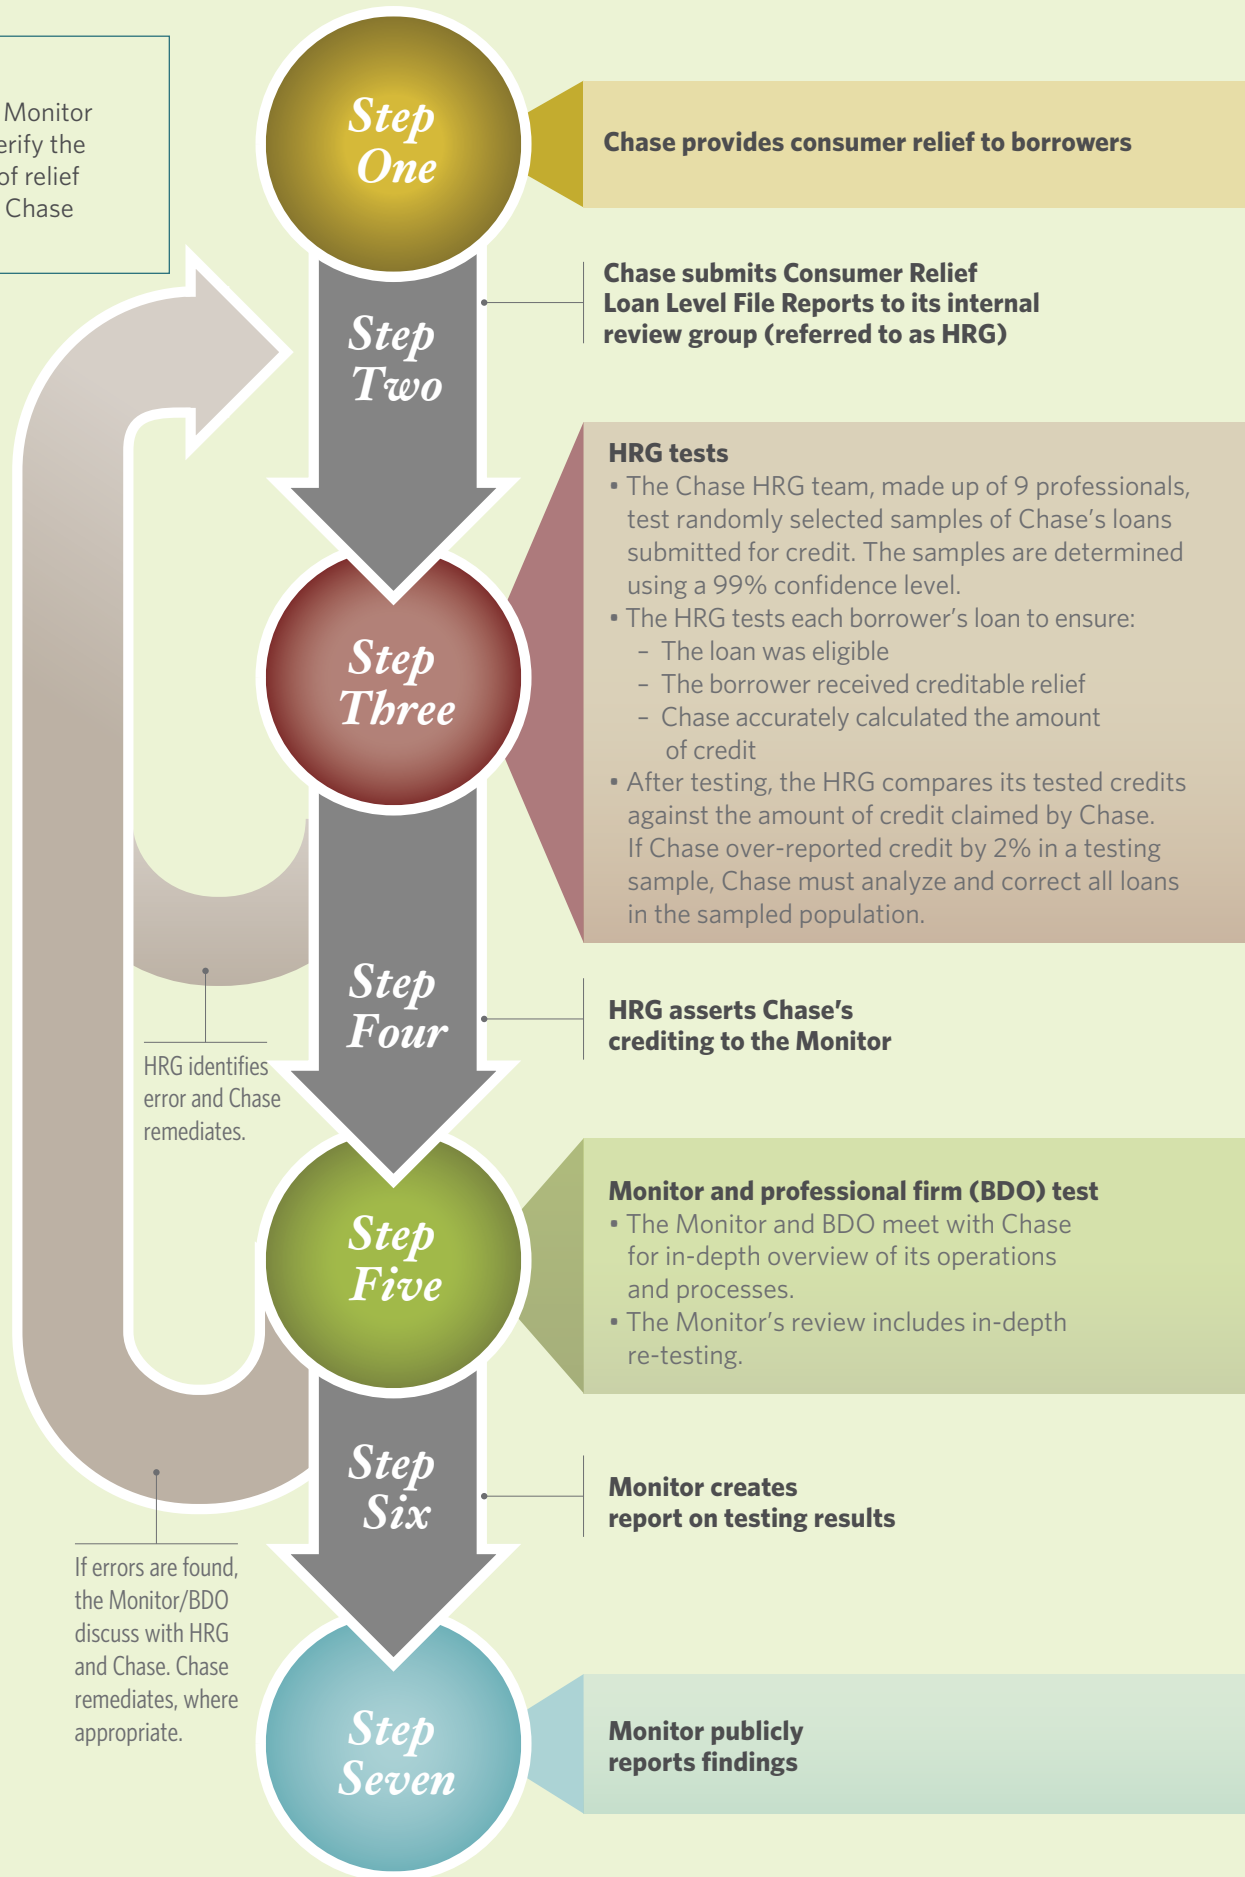 Monitor
erify the
of relief
Chase
Step
One
Chase provides consumer relief to borrowers
Step
Two
Chase submits Consumer Relief
Loan Level File Reports to its internal
review group (referred to as HRG)
Step
Three
HRG tests
• The Chase HRG team, made up of 9 professionals,
test randomly selected samples of Chase’s loans
submitted for credit. The samples are determined
using a 99% confidence level.
• The HRG tests each borrower’s loan to ensure:
– The loan was eligible
– The borrower received creditable relief
– Chase accurately calculated the amount
of credit
• After testing, the HRG compares its tested credits
against the amount of credit claimed by Chase.
If Chase over-reported credit by 2% in a testing
sample, Chase must analyze and correct all loans
in the sampled population.
HRG identifies
error and Chase
remediates.
Step
Four
HRG asserts Chase’s
crediting to the Monitor
Step
Five
Monitor and professional firm (BDO) test
• The Monitor and BDO meet with Chase
for in-depth overview of its operations
and processes.
• The Monitor’s review includes in-depth
re-testing.
If errors are found,
the Monitor/BDO
discuss with HRG
and Chase. Chase
remediates, where
appropriate.
Step
Six
Monitor creates
report on testing results
Step
Seven
Monitor publicly
reports findings